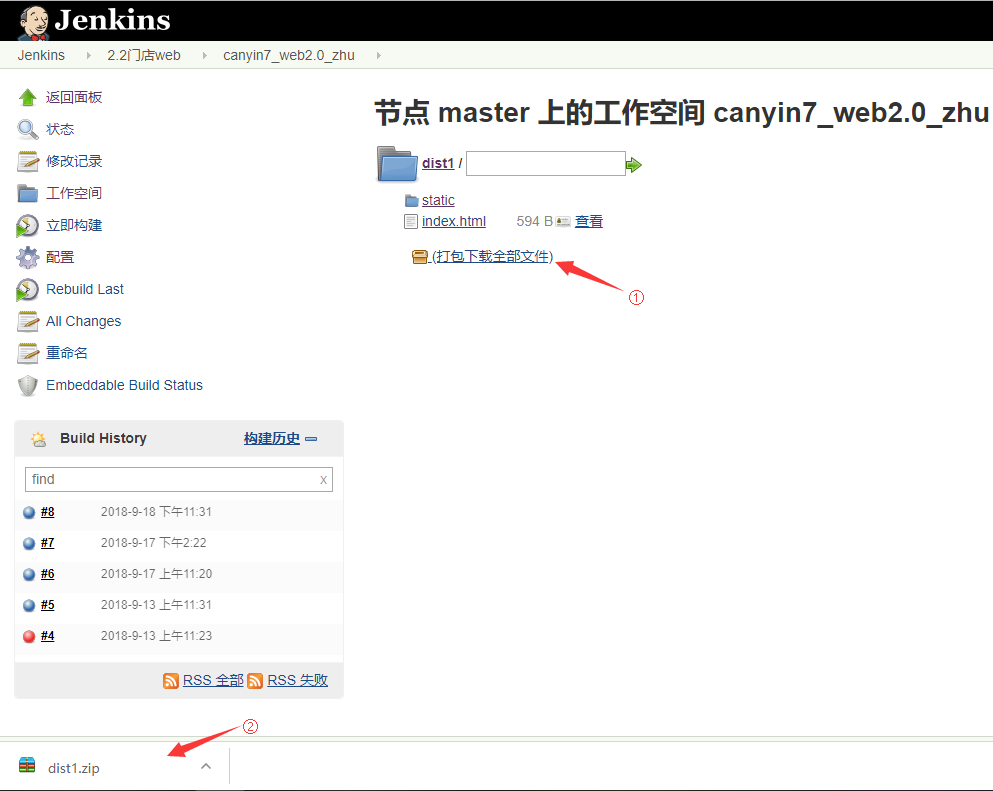 Jenkins
Jenkins 2.2门店web canyin7_web2.0_zhu
返回面板
状态
修改记录
工作空间
立即构建
配置
Rebuild Last
All Changes
重命名
Embeddable Build Status
Build History 构建历史
find x
#8 2018-9-18 下午11:31
#7 2018-9-17 下午2:22
#6 2018-9-17 上午11:20
#5 2018-9-13 上午11:31
#4 2018-9-13 上午11:23
RSS 全部 RSS 失败
节点 master 上的工作空间 canyin7_web2.0_zhu
dist1 /
static
index.html 594 B 查看
(打包下载全部文件)
①
②
dist1.zip